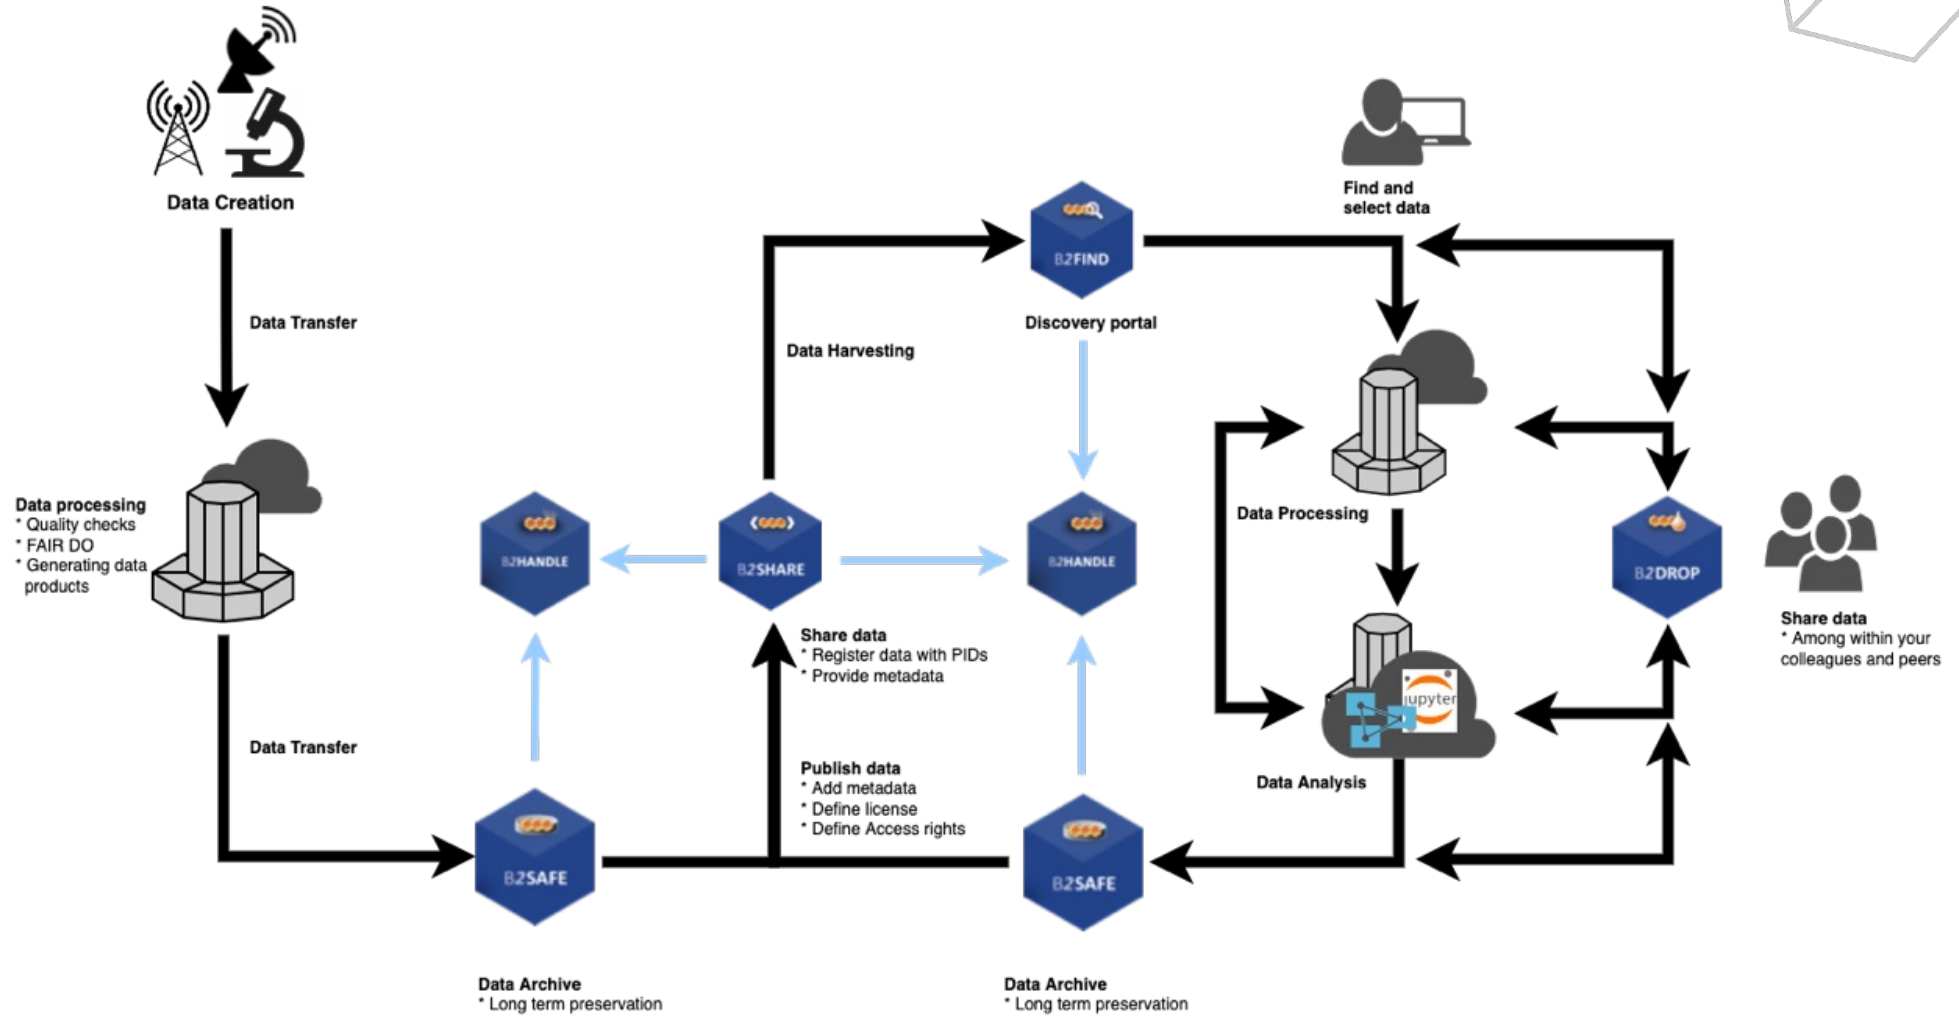 Data Creation
Data Transfer
Data processing
* Quality checks
* FAIR DO
* Generating data
products
Data Transfer
B2HANDLE
B2SAFE
Data Archive
* Long term preservation
B2SHARE
Share data
* Register data with PIDs
* Provide metadata
Publish data
* Add metadata
* Define license
* Define Access rights
Data Harvesting
B2FIND
Discovery portal
B2HANDLE
B2SAFE
Data Archive
* Long term preservation
Find and
select data
Data Processing
jupyter
Data Analysis
B2DROP
Share data
* Among within your
colleagues and peers